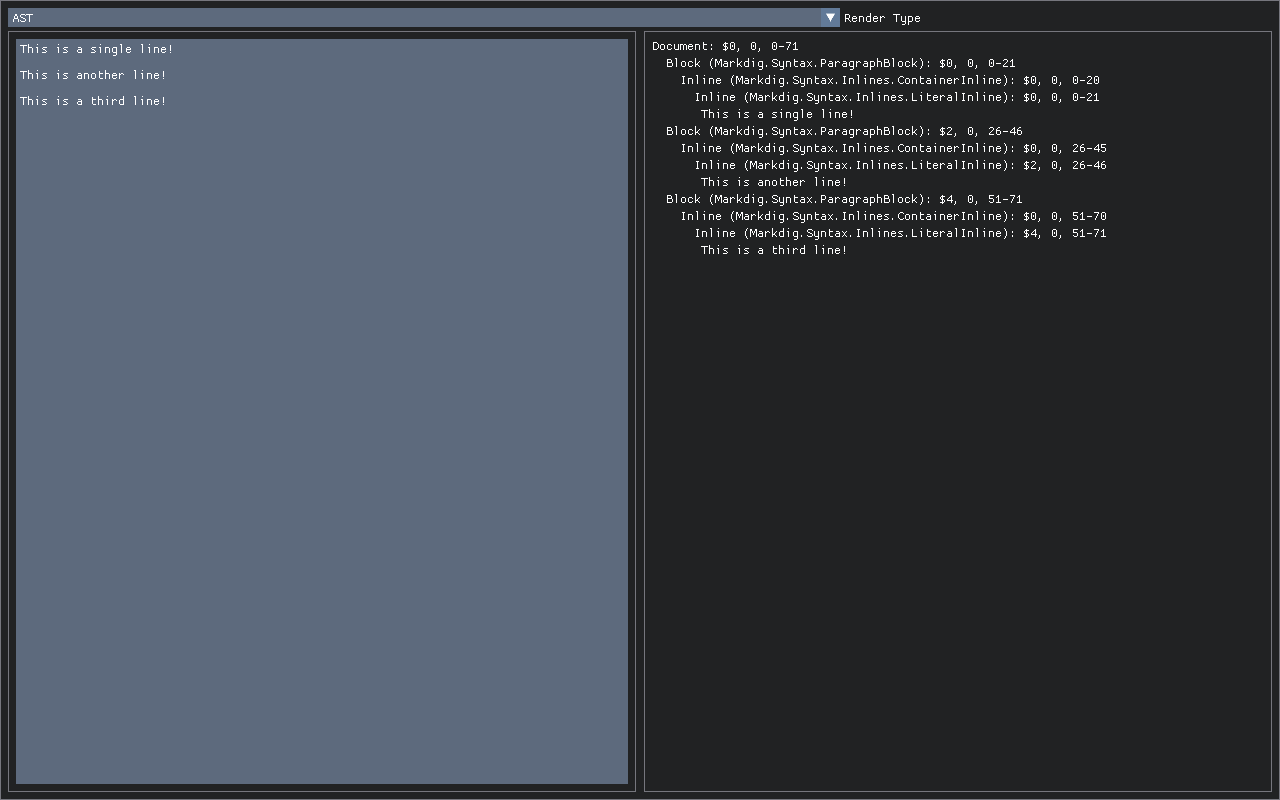 AST ▼ Render Type
This is a single line!
This is another line!
This is a third line!
Document: $0, 0, 0-71
Block (Markdig.Syntax.ParagraphBlock): $0, 0, 0-21
Inline (Markdig.Syntax.Inlines.ContainerInline): $0, 0, 0-20
Inline (Markdig.Syntax.Inlines.LiteralInline): $0, 0, 0-21
This is a single line!
Block (Markdig.Syntax.ParagraphBlock): $2, 0, 26-46
Inline (Markdig.Syntax.Inlines.ContainerInline): $0, 0, 26-45
Inline (Markdig.Syntax.Inlines.LiteralInline): $2, 0, 26-46
This is another line!
Block (Markdig.Syntax.ParagraphBlock): $4, 0, 51-71
Inline (Markdig.Syntax.Inlines.ContainerInline): $0, 0, 51-70
Inline (Markdig.Syntax.Inlines.LiteralInline): $4, 0, 51-71
This is a third line!